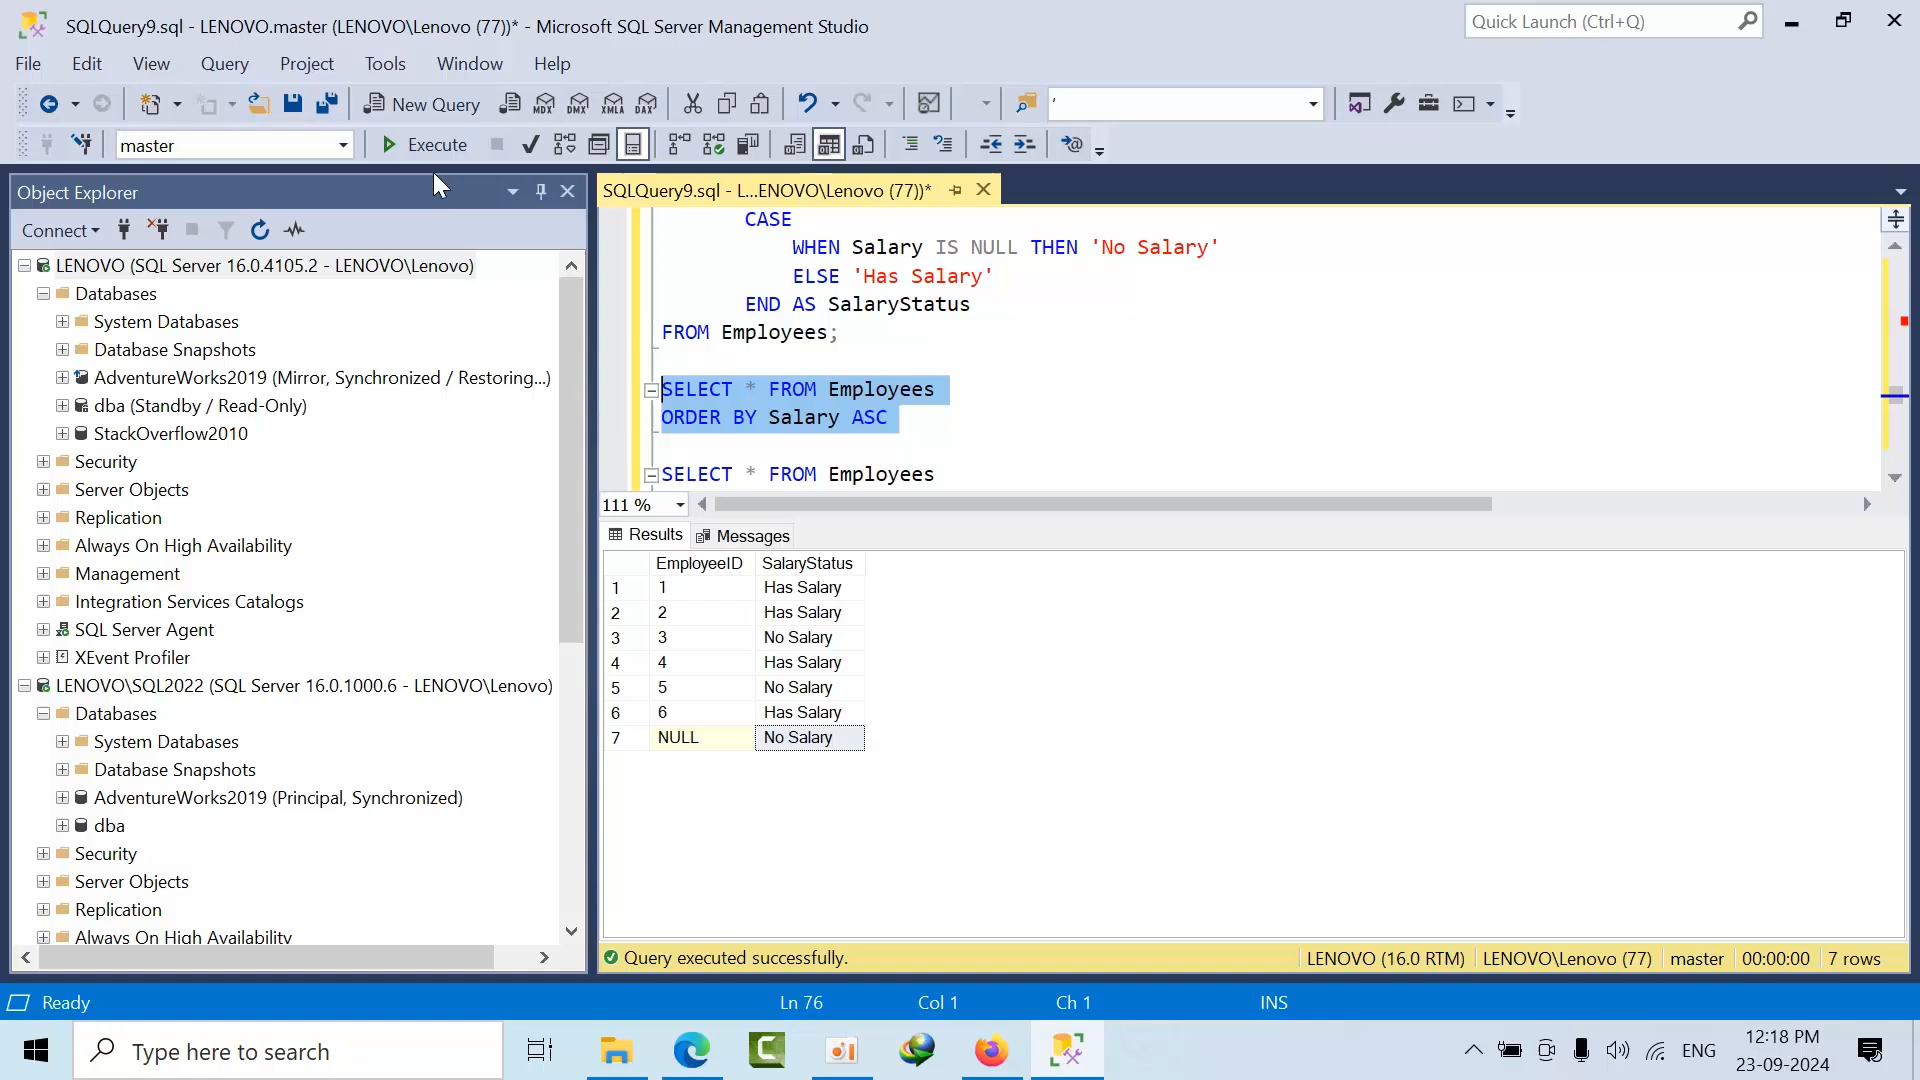 SQLQuery9.sql - LENOVO.master (LENOVO\Lenovo (77))* - Microsoft SQL Server Management Studio
Quick Launch (Ctrl+Q)
File Edit View Query Project Tools Window Help
New Query
MDX DMX XMLA DAX
'
master
Execute
Object Explorer
SQLQuery9.sql - L...ENOVO\Lenovo (77))*
Connect
LENOVO (SQL Server 16.0.4105.2 - LENOVO\Lenovo)
Databases
System Databases
Database Snapshots
AdventureWorks2019 (Mirror, Synchronized / Restoring...)
dba (Standby / Read-Only)
StackOverflow2010
Security
Server Objects
Replication
Always On High Availability
Management
Integration Services Catalogs
SQL Server Agent
XEvent Profiler
LENOVO\SQL2022 (SQL Server 16.0.1000.6 - LENOVO\Lenovo)
Databases
System Databases
Database Snapshots
AdventureWorks2019 (Principal, Synchronized)
dba
Security
Server Objects
Replication
Always On High Availability
CASE
WHEN Salary IS NULL THEN 'No Salary'
ELSE 'Has Salary'
END AS SalaryStatus
FROM Employees;
SELECT * FROM Employees
ORDER BY Salary ASC
SELECT * FROM Employees
111 %
Results Messages
EmployeeID SalaryStatus
1 1 Has Salary
2 2 Has Salary
3 3 No Salary
4 4 Has Salary
5 5 No Salary
6 6 Has Salary
7 NULL No Salary
Query executed successfully.
LENOVO (16.0 RTM) LENOVO\Lenovo (77) master 00:00:00 7 rows
Ready
Ln 76 Col 1 Ch 1 INS
Type here to search
ENG
12:18 PM
23-09-2024